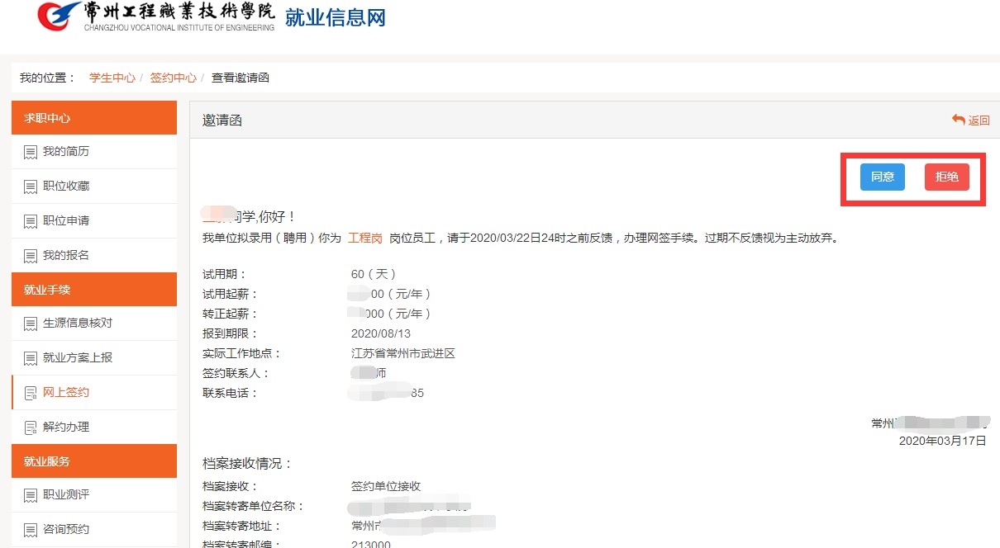 常州工程職業技術學院 就业信息网
CHANGZHOU VOCATIONAL INSTITUTE OF ENGINEERING
我的位置： 学生中心 / 签约中心 / 查看邀请函
求职中心
我的简历
职位收藏
职位申请
我的报名
就业手续
生源信息核对
就业方案上报
网上签约
解约办理
就业服务
职业测评
咨询预约
邀请函
返回
同意 拒绝
同学,你好！
我单位拟录用（聘用）你为 工程岗 岗位员工，请于2020/03/22日24时之前反馈，办理网签手续。过期不反馈视为主动放弃。
试用期： 60（天）
试用起薪： 00（元/年）
转正起薪： 000（元/年）
报到期限： 2020/08/13
实际工作地点： 江苏省常州市武进区
签约联系人： 师
联系电话： 85
常州
2020年03月17日
档案接收情况：
档案接收： 签约单位接收
档案转寄单位名称：
档案转寄地址： 常州市
档案转寄邮编： 213000